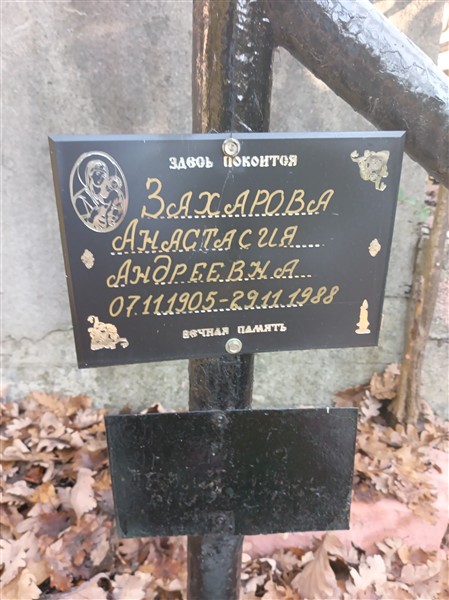 ЗДЕСЬ ПОКОИТСЯ
ЗАХАРОВА
АНАСТАСИЯ
АНДРЕЕВНА
07.11.1905-29.11.1988
ВЕЧНАЯ ПАМЯТЬ